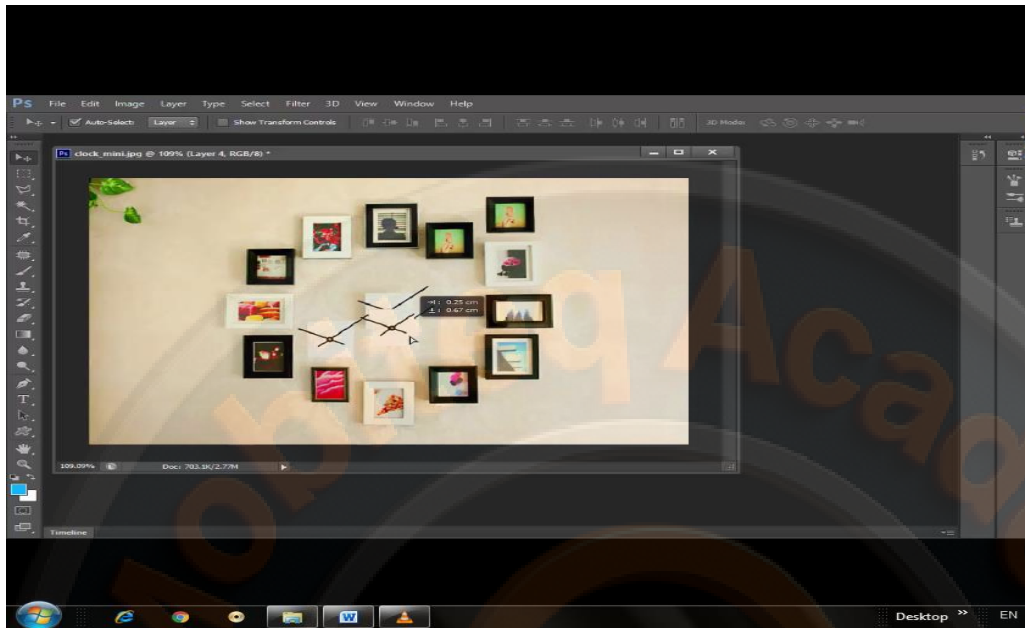 Ps File Edit Image Layer Type Select Filter 3D View Window Help
Auto-Select: Layer Show Transform Controls 3D Mode:
Ps clock_mini.jpg @ 109% (Layer 4, RGB/8) *
: 0.25 cm
: 0.67 cm
109.09% Doc: 703.1K/2.77M
Timeline
Academ
Desktop » EN